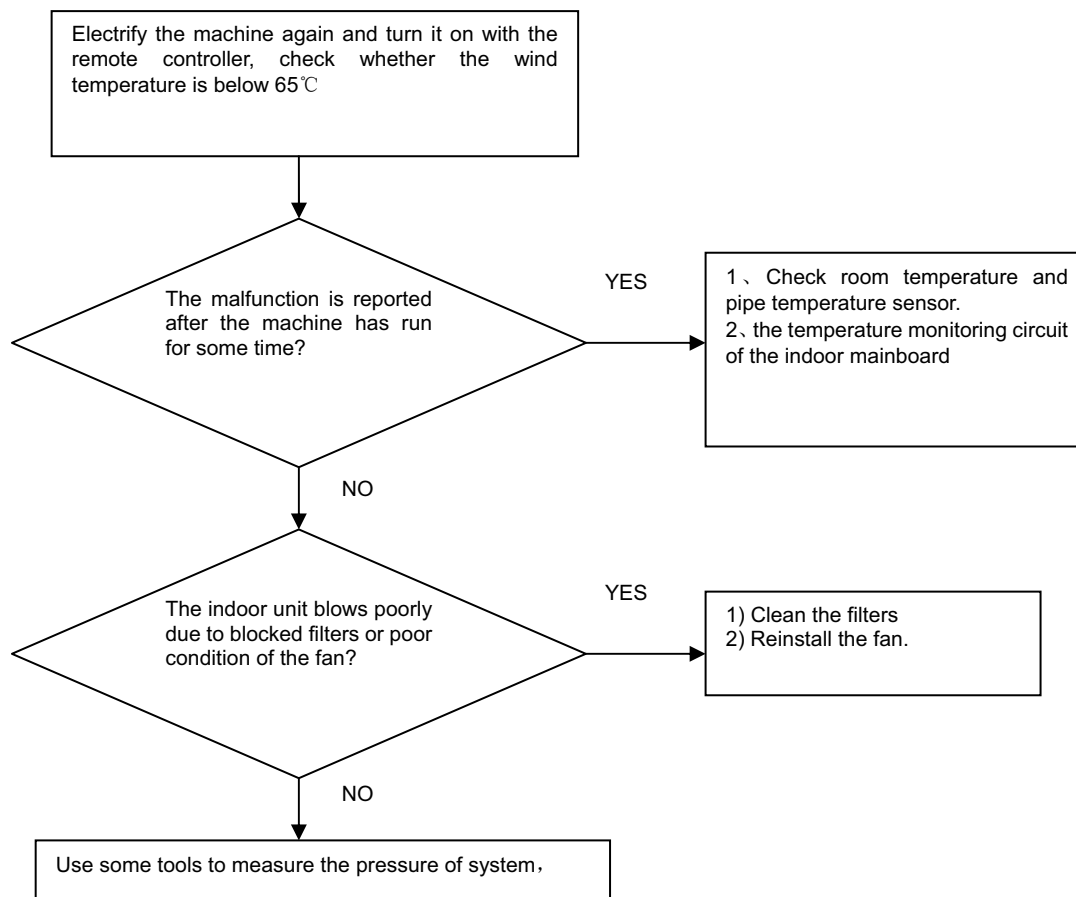 Electrify the machine again and turn it on with the
remote controller, check whether the wind
temperature is below 65℃
The malfunction is reported
after the machine has run
for some time?
YES
1、Check room temperature and
pipe temperature sensor.
2、the temperature monitoring circuit
of the indoor mainboard
NO
The indoor unit blows poorly
due to blocked filters or poor
condition of the fan?
YES
1) Clean the filters
2) Reinstall the fan.
NO
Use some tools to measure the pressure of system，